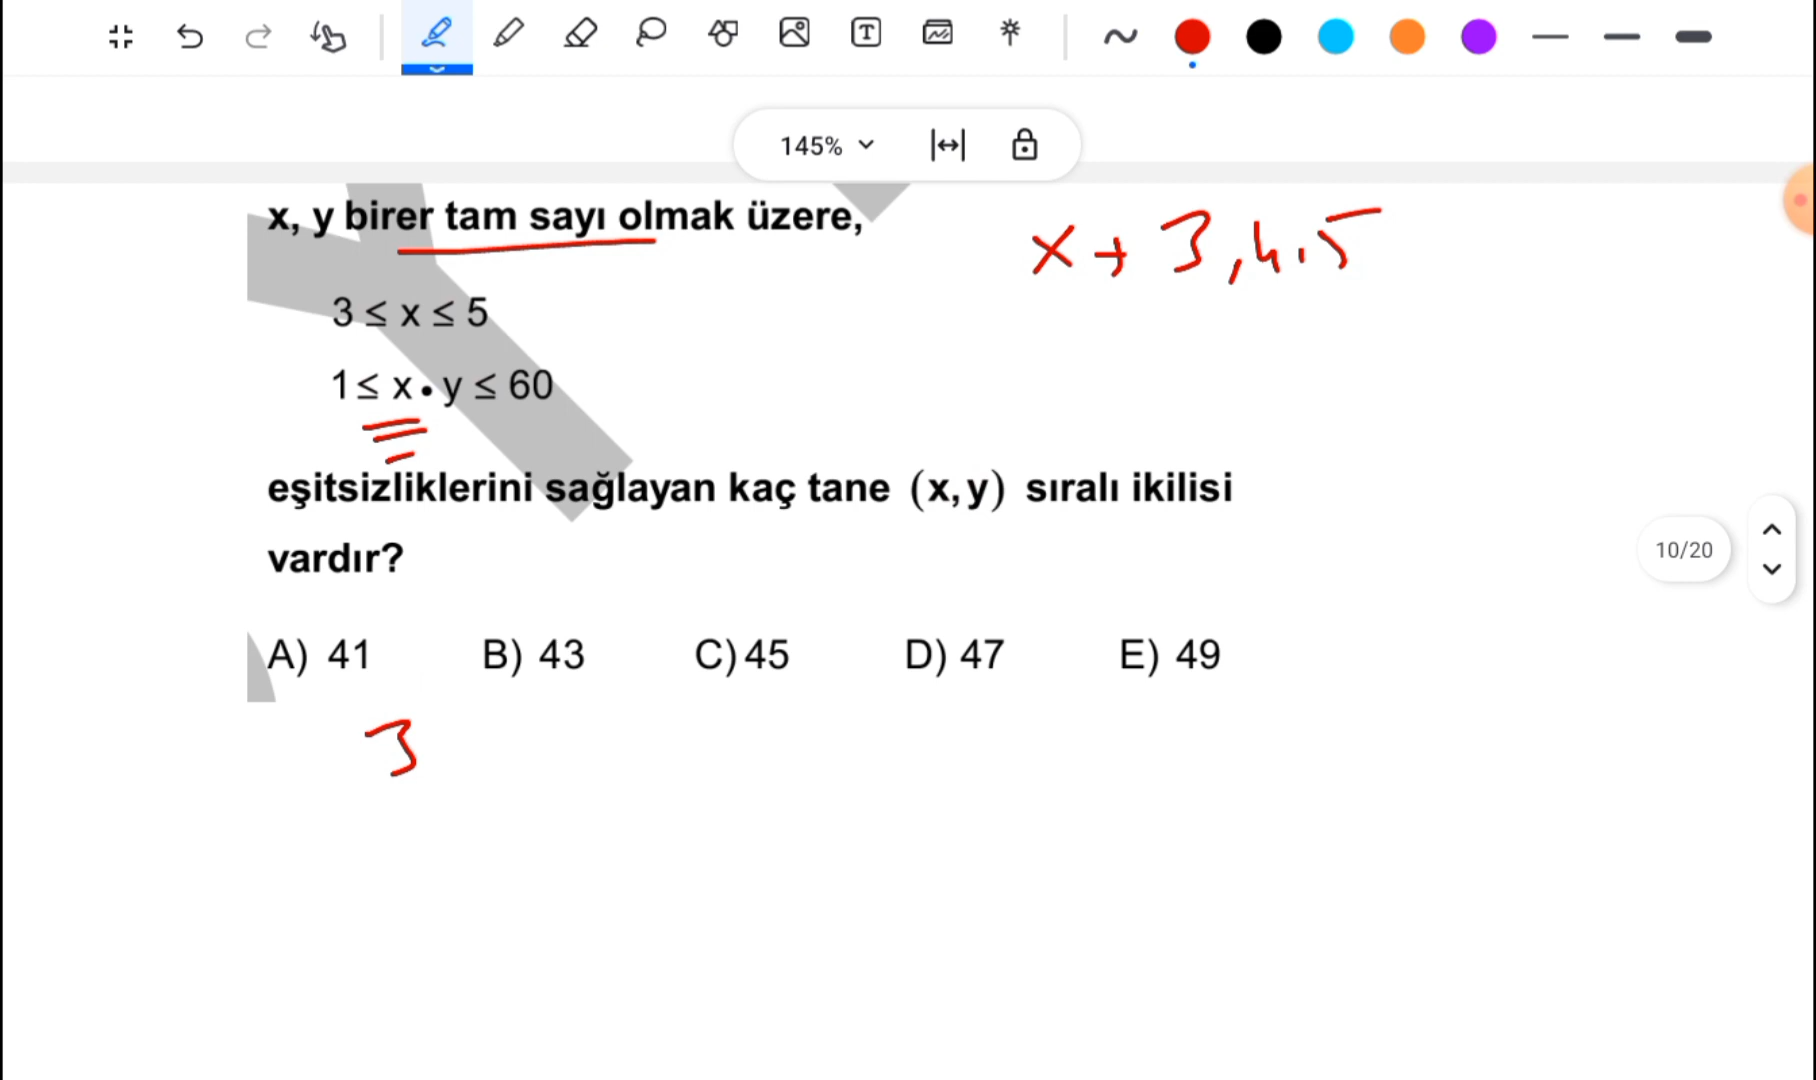 145%
x, y birer tam sayı olmak üzere,
x → 3, 4, 5
3 ≤ x ≤ 5
1 ≤ x • y ≤ 60
eşitsizliklerini sağlayan kaç tane (x, y) sıralı ikilisi
vardır?
10/20
A) 41 B) 43 C) 45 D) 47 E) 49
3